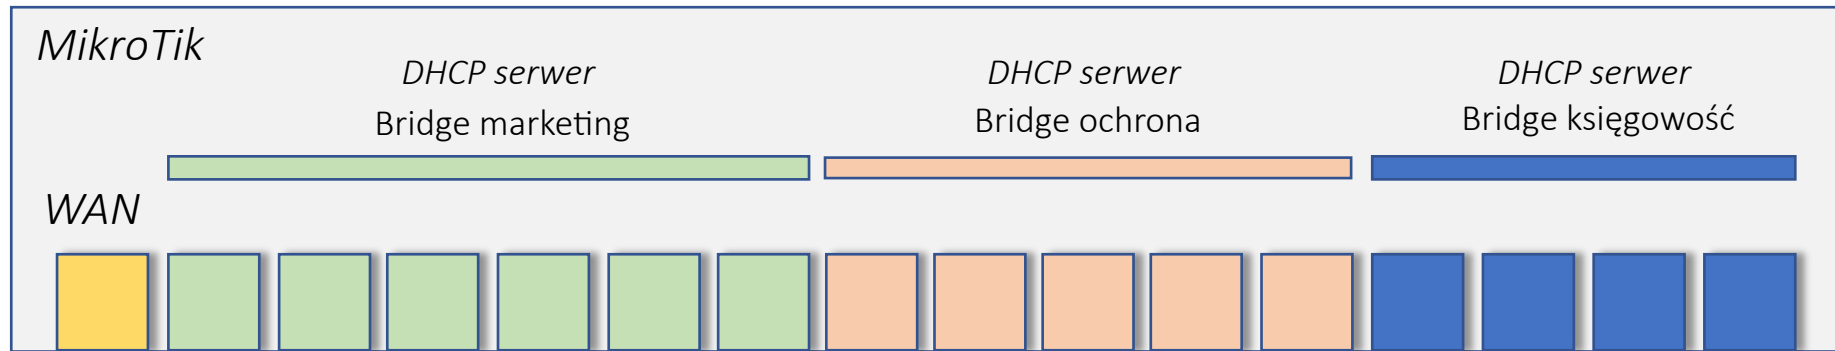 MikroTik
DHCP serwer
Bridge marketing
DHCP serwer
Bridge ochrona
DHCP serwer
Bridge księgowość
WAN